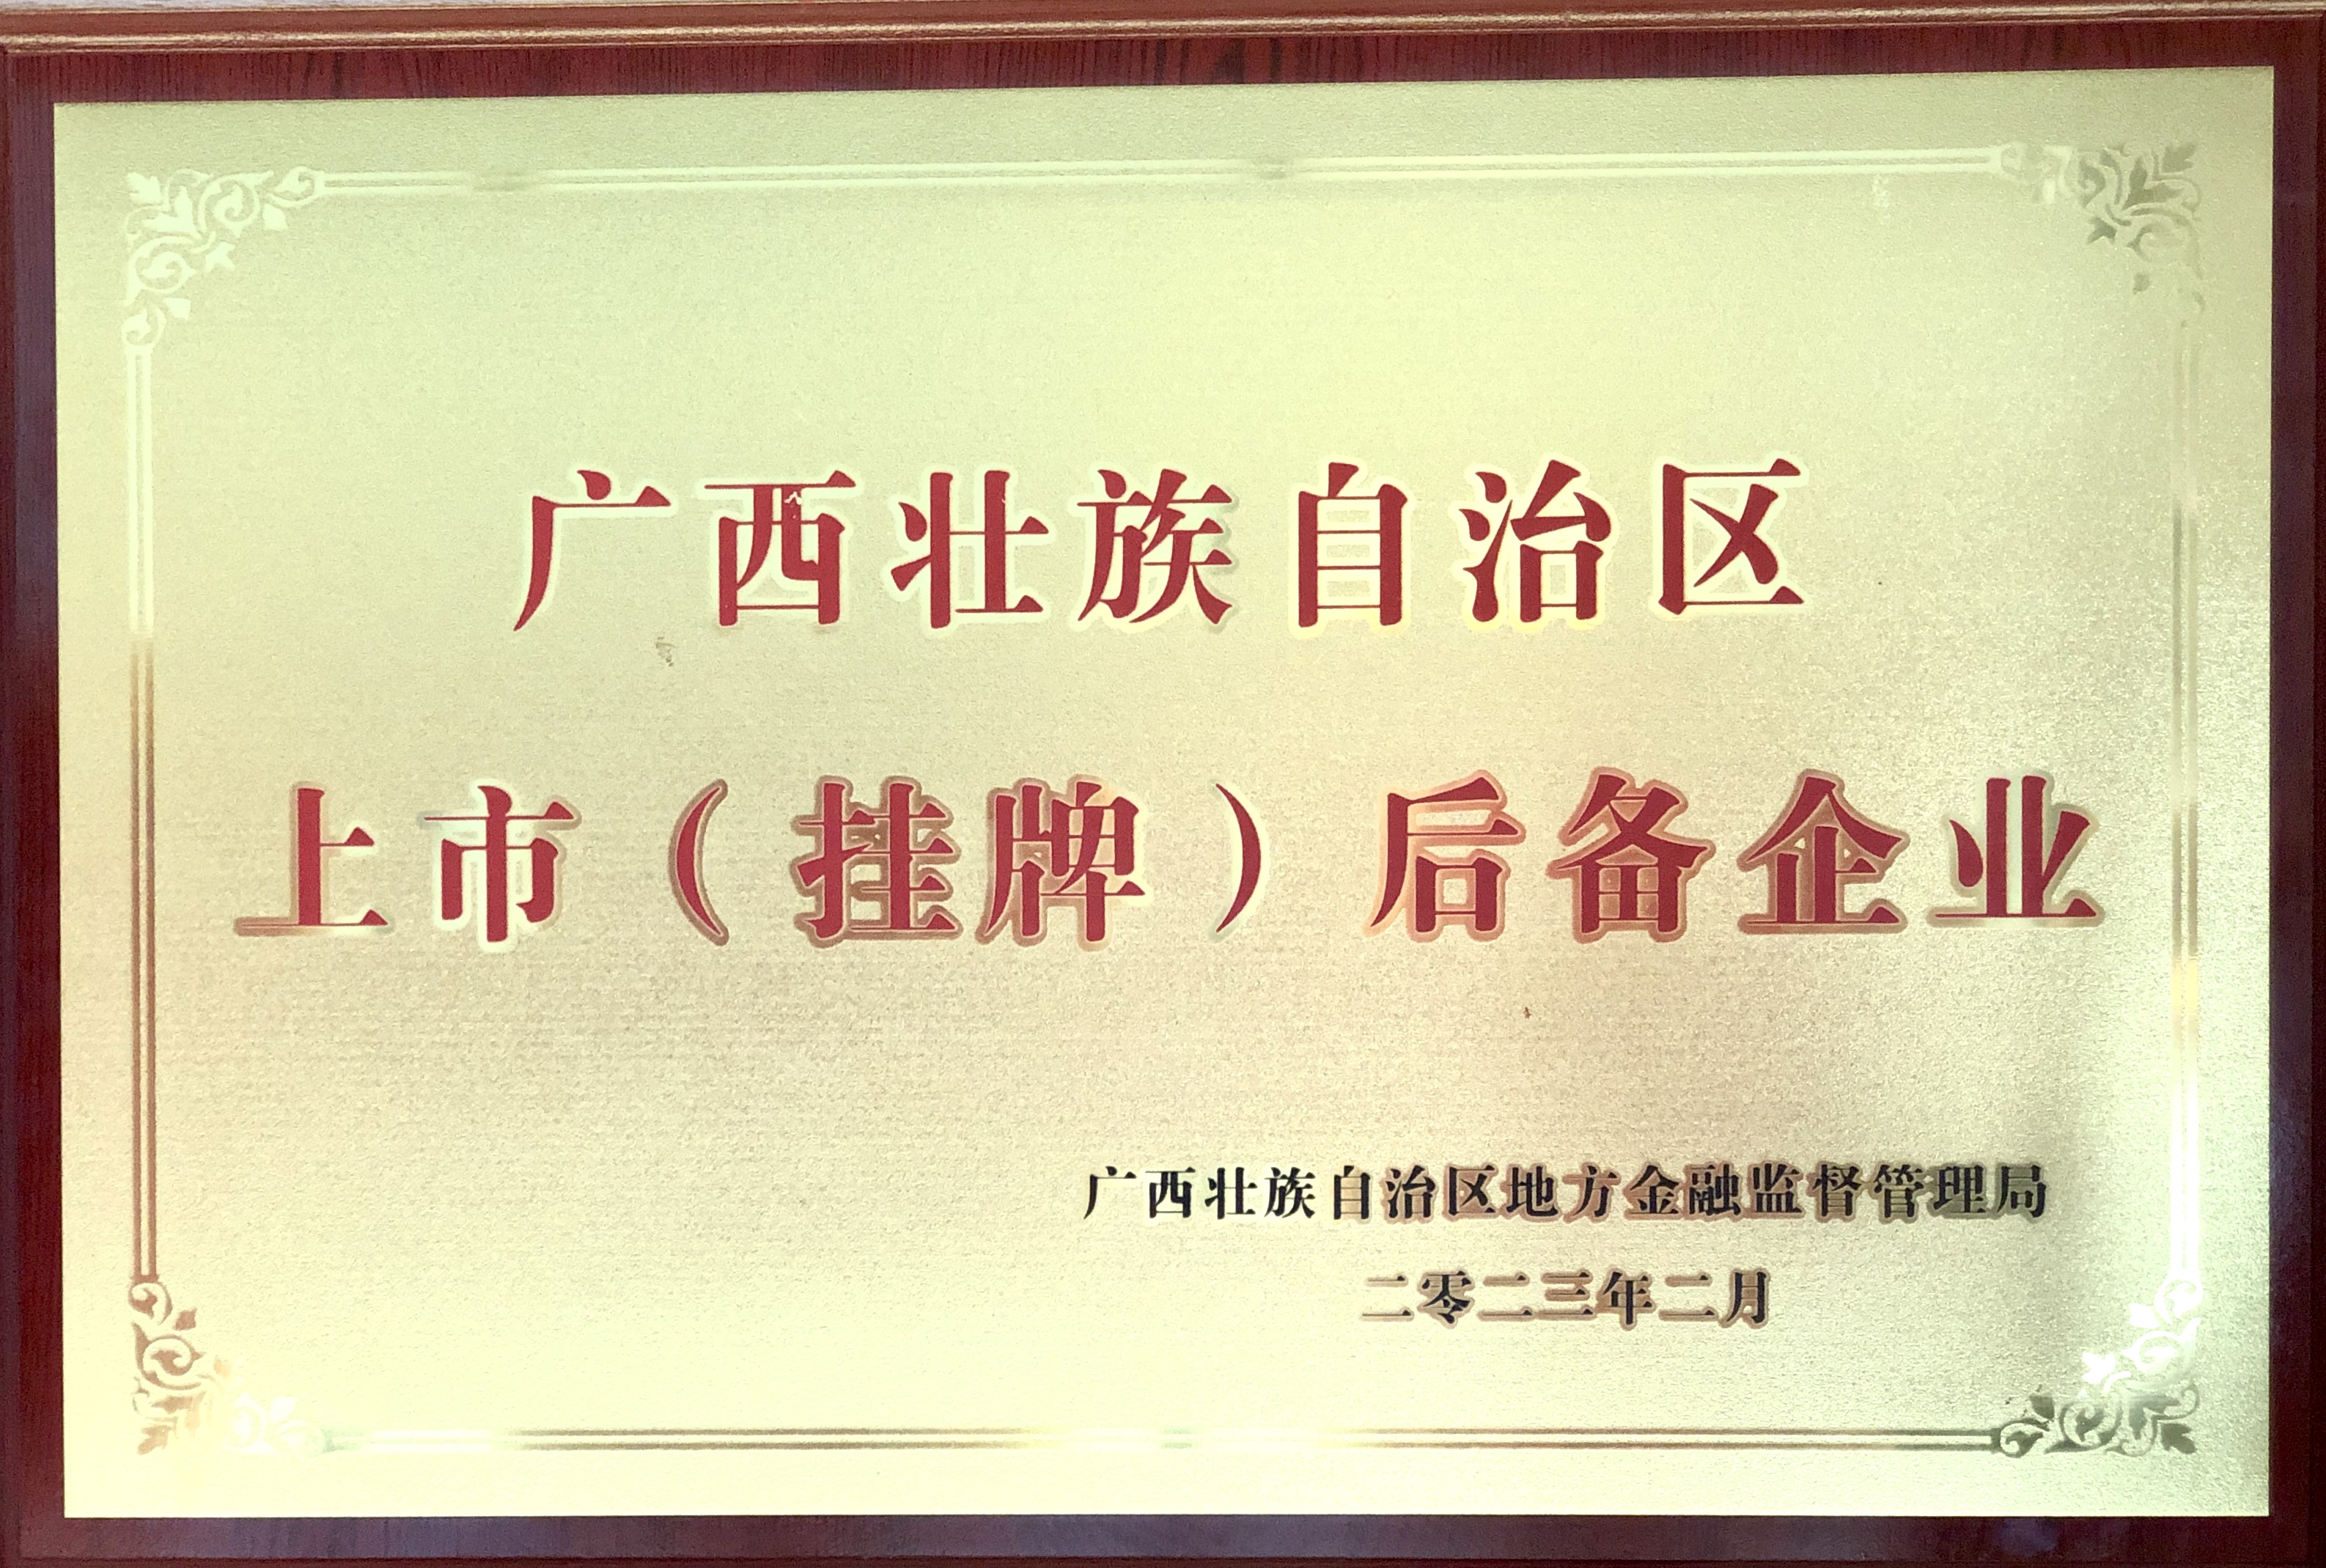 广西壮族自治区
上市（挂牌）后备企业
广西壮族自治区地方金融监督管理局
二零二三年二月